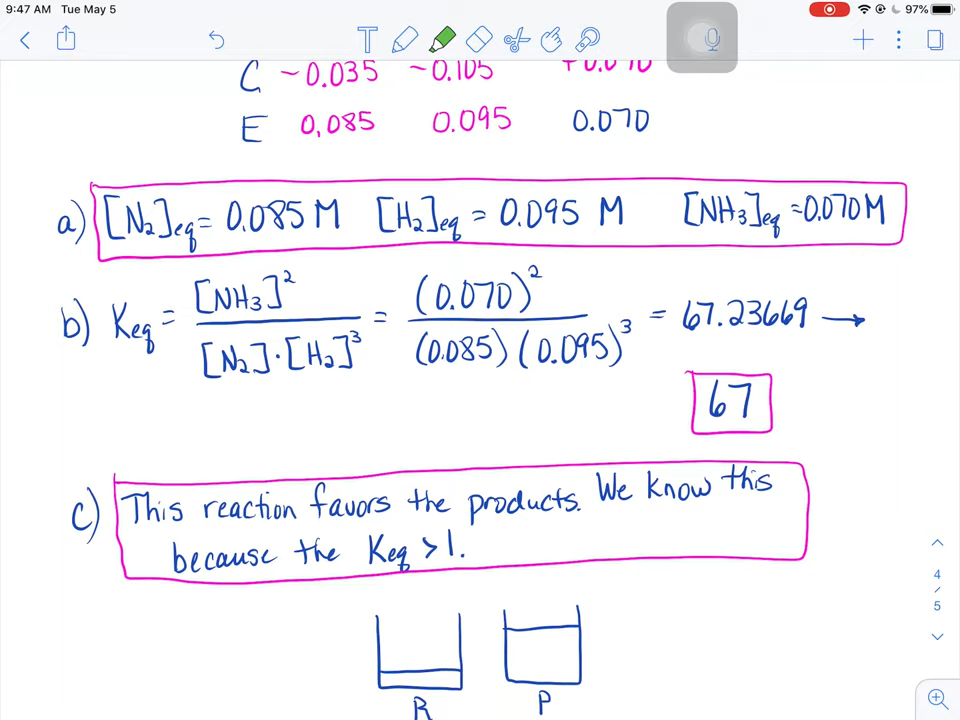 9:47 AM Tue May 5
97%
T
C -0.035 -0.105 +0.070
E 0.085 0.095 0.070
a) [N2]eq = 0.085 M [H2]eq = 0.095 M [NH3]eq = 0.070 M
b) Keq = [NH3]² / [N2]·[H2]³ = (0.070)² / (0.085)(0.095)³ = 67.23669 →
67
c) This reaction favors the products. We know this
because the Keq > 1.
4
/
5
R P